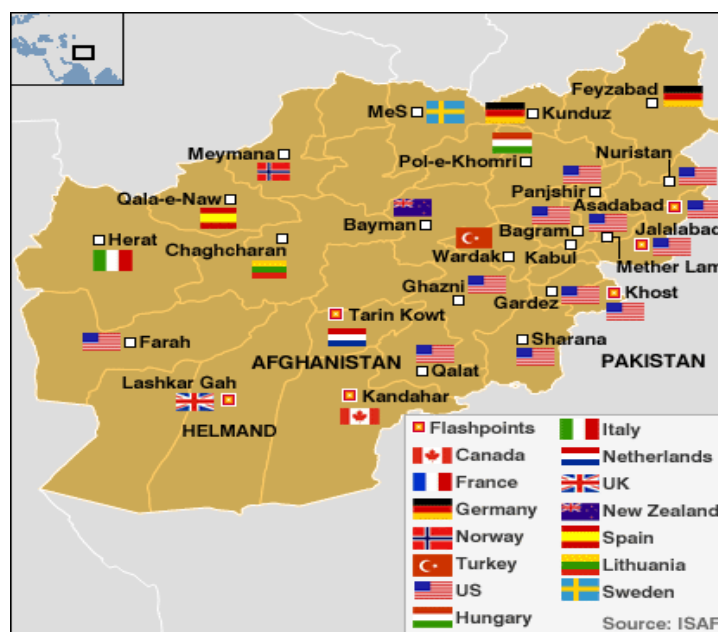 Feyzabad
MeS
Kunduz
Meymana
Pol-e-Khomri
Nuristan
Panjshir
Qala-e-Naw
Asadabad
Bayman
Bagram
Jalalabad
Herat
Chaghcharan
Wardak
Kabul
Mether Lam
Ghazni
Gardez
Khost
Tarin Kowt
Farah
Sharana
AFGHANISTAN
PAKISTAN
Qalat
Lashkar Gah
Kandahar
HELMAND
Flashpoints
Canada
France
Germany
Norway
Turkey
US
Hungary
Italy
Netherlands
UK
New Zealand
Spain
Lithuania
Sweden
Source: ISAF